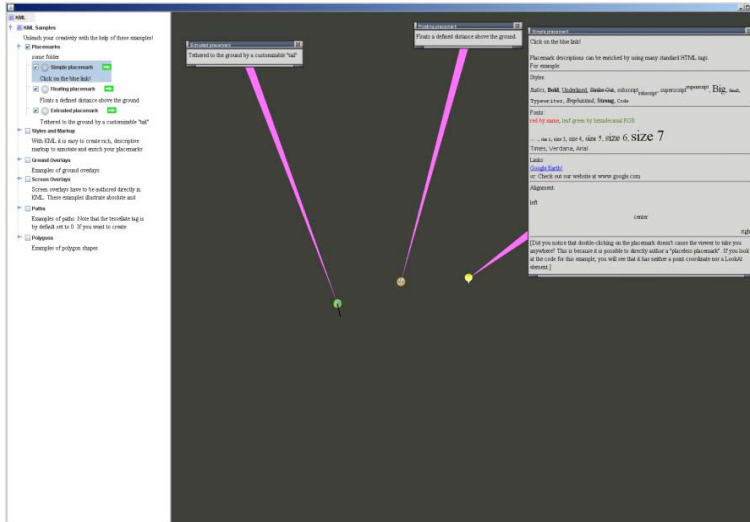 KML
KML Samples
Unleash your creativity with the help of these examples!
Placemarks
some folder
Simple placemark
Click on the blue link!
Floating placemark
Floats a defined distance above the ground.
Extruded placemark
Tethered to the ground by a customizable "tail"
Styles and Markup
With KML it is easy to create rich, descriptive
markup to annotate and enrich your placemarks
Ground Overlays
Examples of ground overlays
Screen Overlays
Screen overlays have to be authored directly in
KML. These examples illustrate absolute and
Paths
Examples of paths. Note that the tessellate tag is
by default set to 0. If you want to create
Polygons
Examples of polygon shapes
Extruded placemark
Tethered to the ground by a customizable "tail"
Floating placemark
Floats a defined distance above the ground.
Simple placemark
Click on the blue link!
Placemark descriptions can be enriched by using many standard HTML tags.
For example:
Styles:
Italics, Bold, Underlined, Strike Out, subscript subscript, superscript superscript, Big, Small,
Typewriter, Emphasized, Strong, Code
Fonts:
red by name, leaf green by hexadecimal RGB
size 2, size 3, size 4, size 5, size 6, size 7
Times, Verdana, Arial
Links:
Google Earth!
or: Check out our website at www.google.com
Alignment:
left
center
right
[Did you notice that double-clicking on the placemark doesn't cause the viewer to take you
anywhere? This is because it is possible to directly author a "placeless placemark". If you look
at the code for this example, you will see that it has neither a point coordinate nor a LookAt
element.]